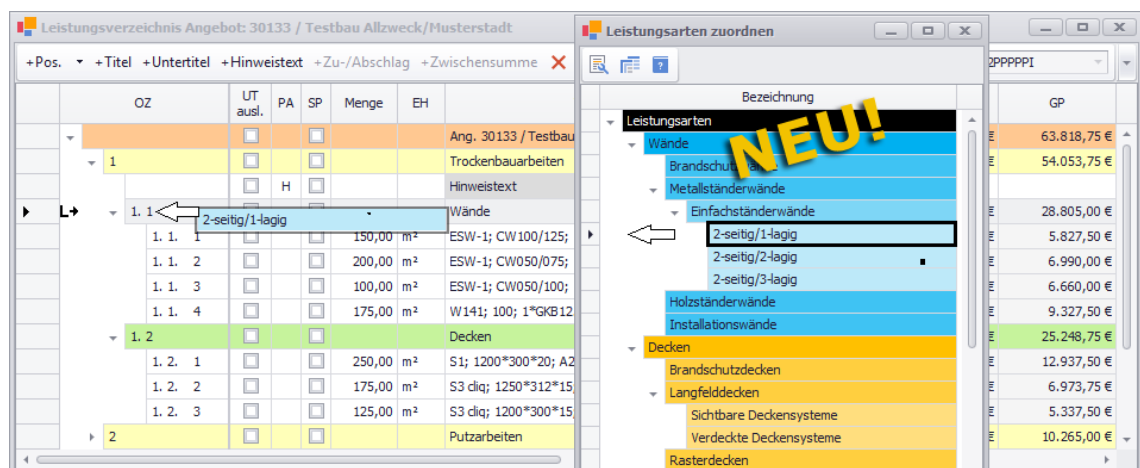 Leistungsverzeichnis Angebot: 30133 / Testbau Allzweck/Musterstadt
+Pos. +Titel +Untertitel +Hinweistext +Zu-/Abschlag +Zwischensumme
OZ UT ausl. PA SP Menge EH
Ang. 30133 / Testbau
1 Trockenbauarbeiten
H Hinweistext
1. 1 Wände
2-seitig/1-lagig
1. 1. 1 150,00 m² ESW-1; CW100/125;
1. 1. 2 200,00 m² ESW-1; CW050/075;
1. 1. 3 100,00 m² ESW-1; CW050/100;
1. 1. 4 175,00 m² W141; 100; 1*GKB12
1. 2 Decken
1. 2. 1 250,00 m² S1; 1200*300*20; A2
1. 2. 2 175,00 m² S3 dlq; 1250*312*15
1. 2. 3 125,00 m² S3 dlq; 1200*300*15
2 Putzarbeiten
Leistungsarten zuordnen
Bezeichnung
NEU!
Leistungsarten
Wände
Metallständerwände
Einfachständerwände
2-seitig/1-lagig
2-seitig/2-lagig
2-seitig/3-lagig
Holzständerwände
Installationswände
Decken
Brandschutzdecken
Langfelddecken
Sichtbare Deckensysteme
Verdeckte Deckensysteme
Rasterdecken
GP
63.818,75 €
54.053,75 €
28.805,00 €
5.827,50 €
6.990,00 €
6.660,00 €
9.327,50 €
25.248,75 €
12.937,50 €
6.973,75 €
5.337,50 €
10.265,00 €